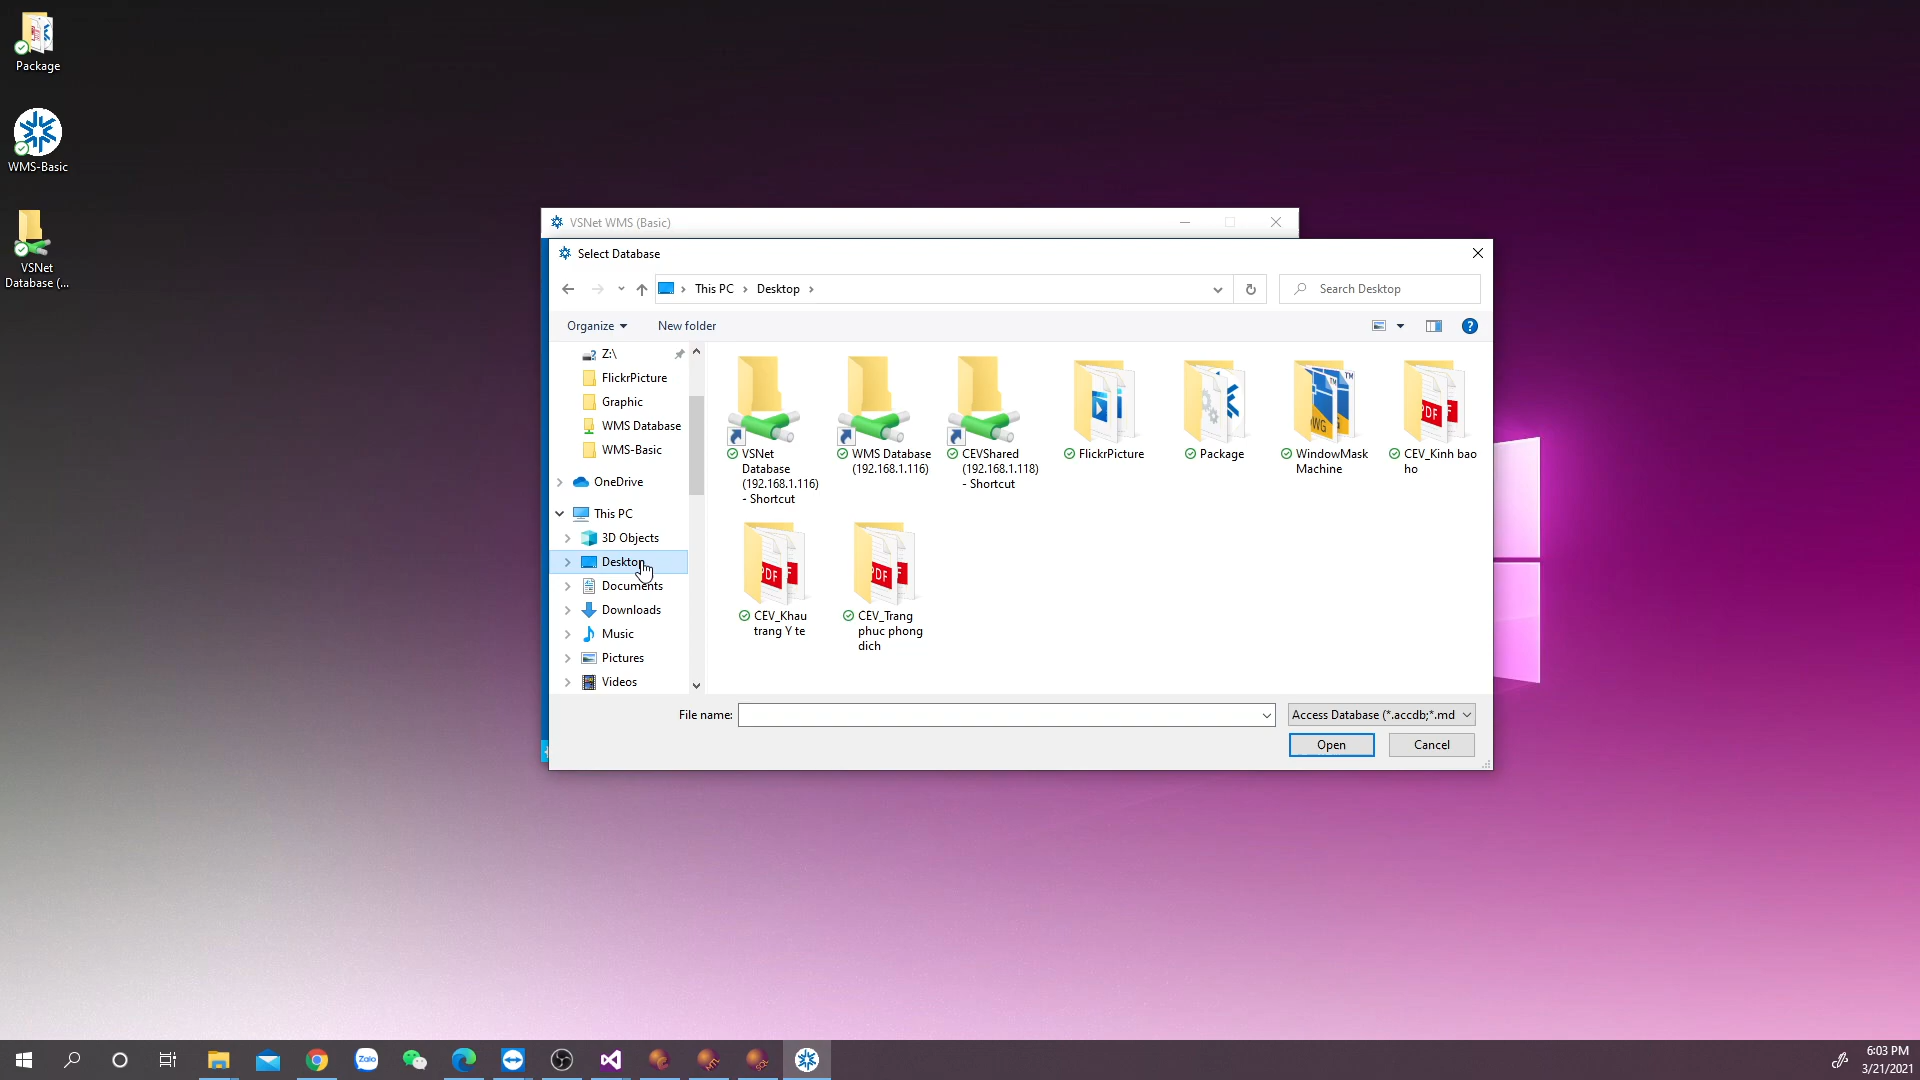 Package
WMS-Basic
VSNet
Database (...
VSNet WMS (Basic)
Select Database
This PC
Desktop
Search Desktop
Organize
New folder
Z:\
FlickrPicture
Graphic
WMS Database
WMS-Basic
OneDrive
This PC
3D Objects
Desktop
Documents
Downloads
Music
Pictures
Videos
VSNet
Database
(192.168.1.116)
- Shortcut
WMS Database
(192.168.1.116)
CEVShared
(192.168.1.118)
- Shortcut
FlickrPicture
Package
WindowMask
Machine
CEV_Kinh bao
ho
CEV_Khau
trang Y te
CEV_Trang
phuc phong
dich
File name:
Access Database (*.accdb;*.md
Open
Cancel
Zalo
6:03 PM
3/21/2021